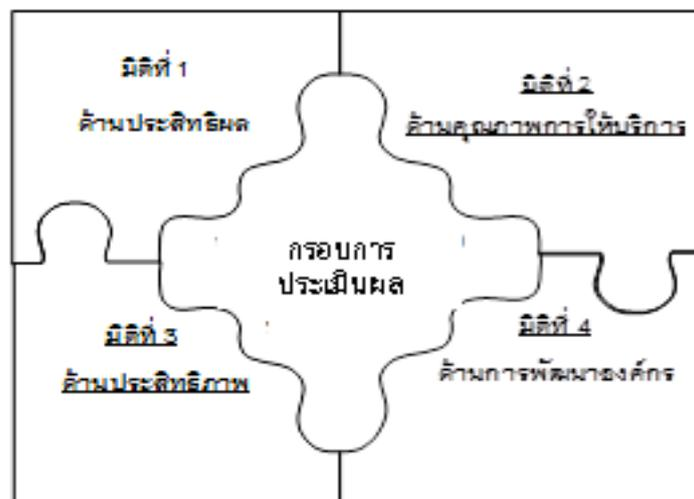 มิติที่ 1
ด้านประสิทธิผล
มิติที่ 2
ด้านคุณภาพการให้บริการ
กรอบการ
ประเมินผล
มิติที่ 3
ด้านประสิทธิภาพ
มิติที่ 4
ด้านการพัฒนาองค์กร